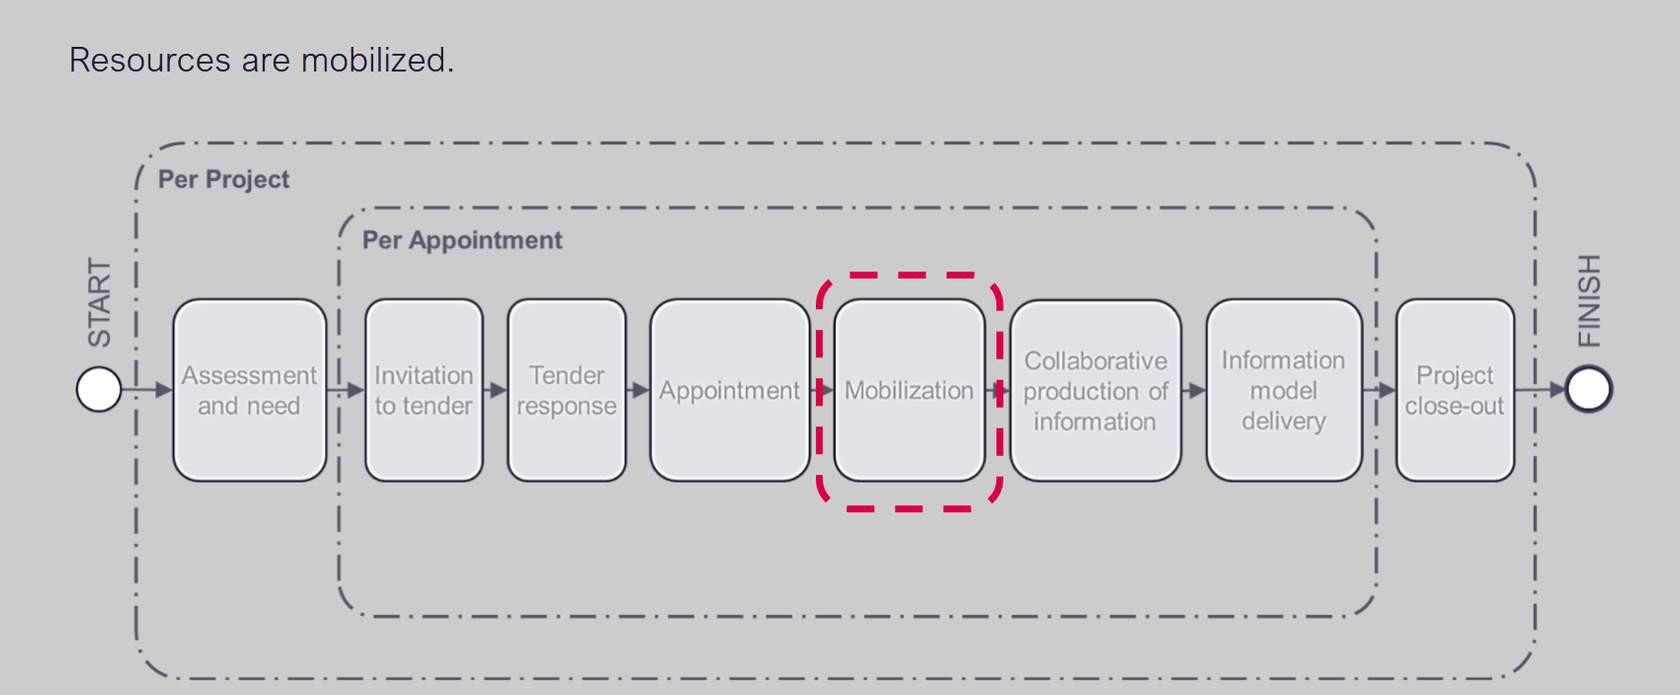 Resources are mobilized.
Per Project
Per Appointment
START
Assessment
and need
Invitation
to tender
Tender
response
Appointment
Mobilization
Collaborative
production of
information
Information
model
delivery
Project
close-out
FINISH